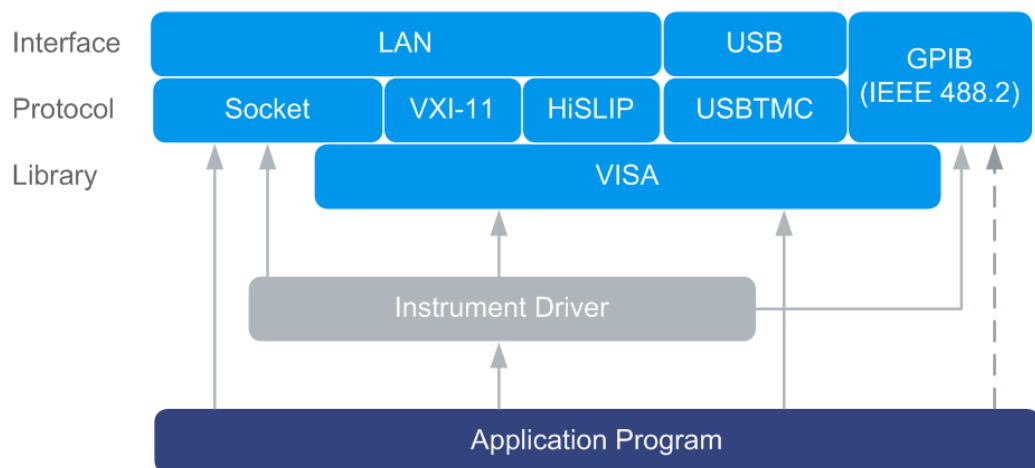 Interface
LAN
USB
GPIB
(IEEE 488.2)
Protocol
Socket
VXI-11
HiSLIP
USBTMC
Library
VISA
Instrument Driver
Application Program